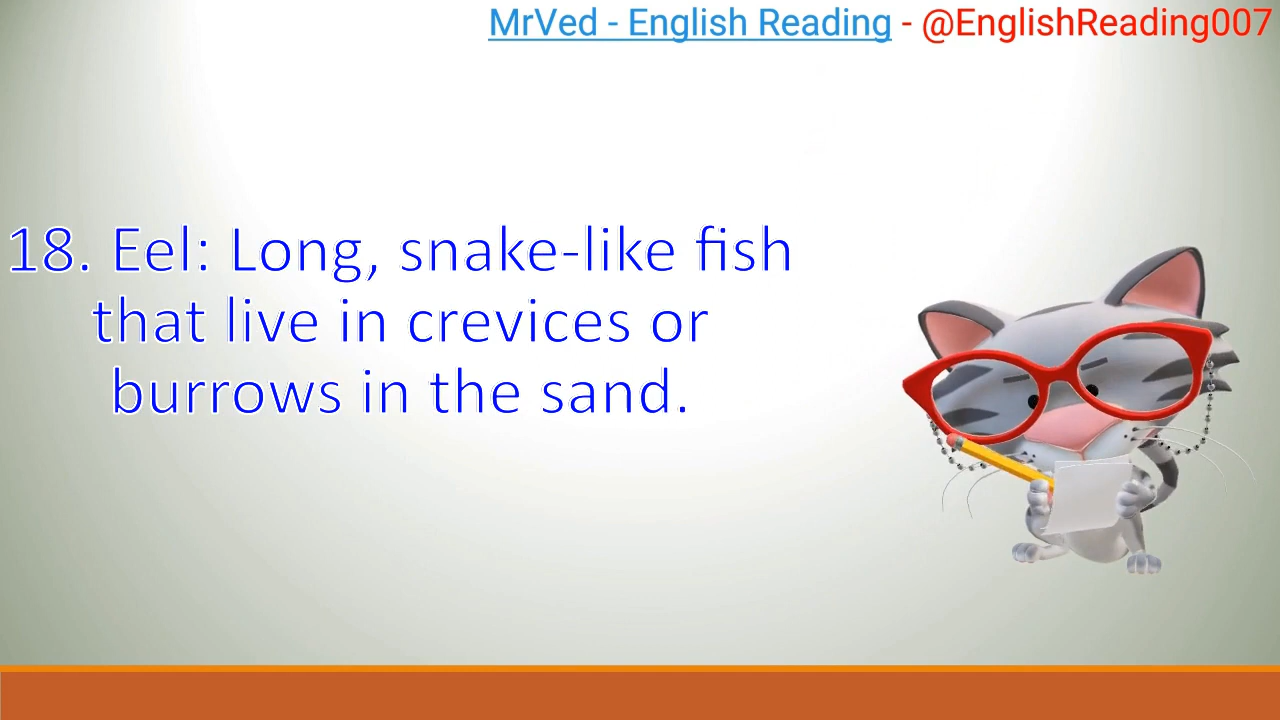 MrVed - English Reading - @EnglishReading007
18. Eel: Long, snake-like fish
that live in crevices or
burrows in the sand.